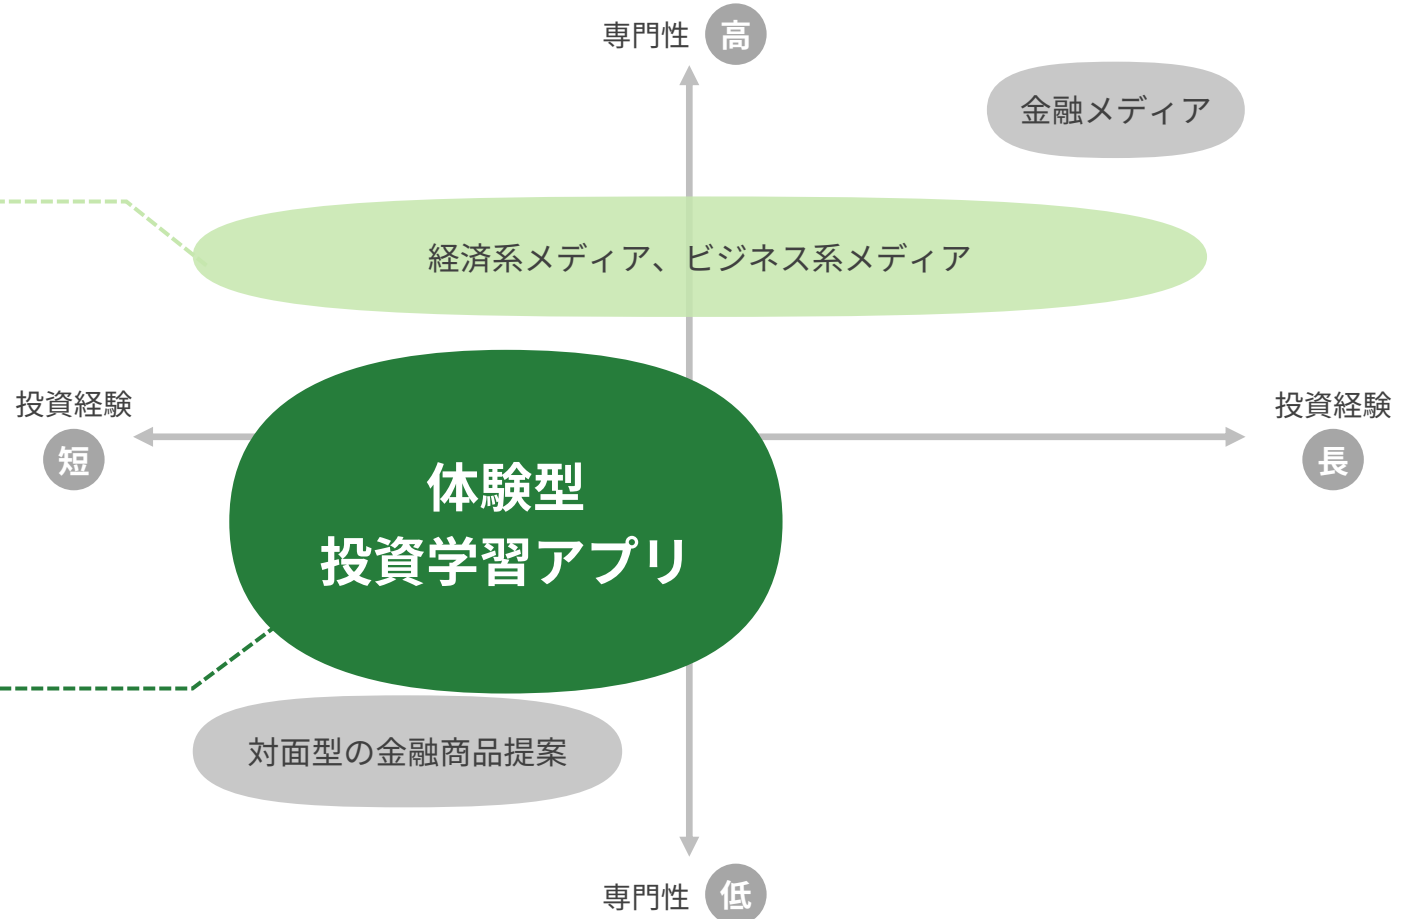 専門性 高
金融メディア
経済系メディア、ビジネス系メディア
投資経験
短
投資経験
長
体験型
投資学習アプリ
対面型の金融商品提案
専門性 低